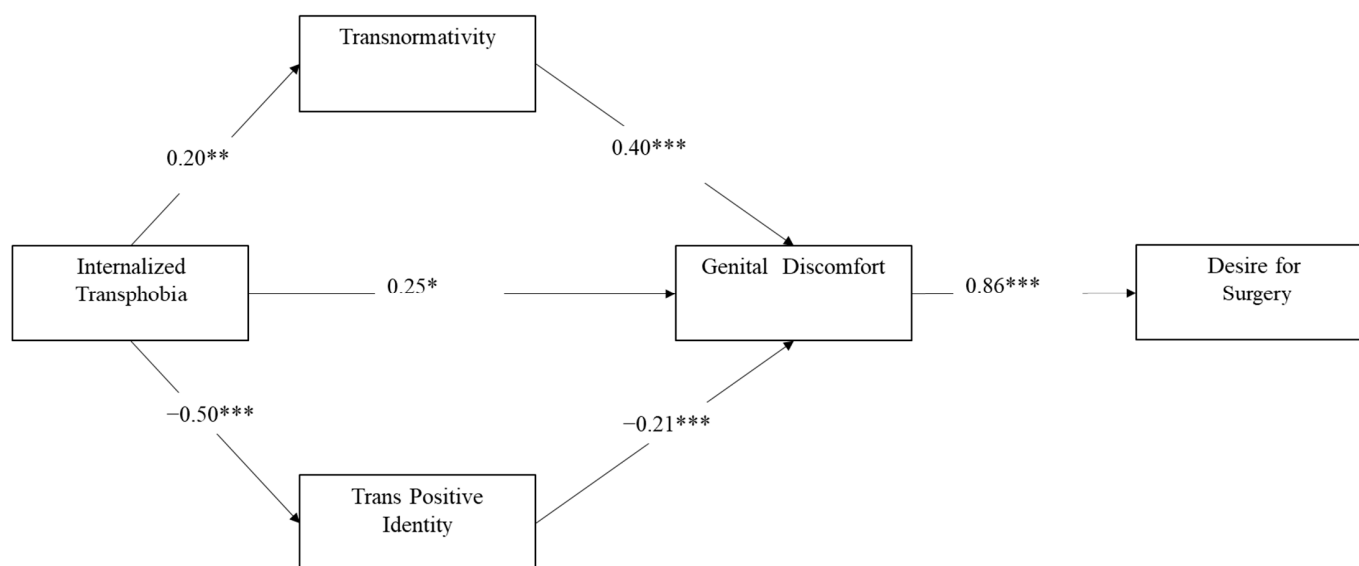 Transnormativity
0.20**
0.40***
Internalized
Transphobia
0.25*
Genital Discomfort
0.86***
Desire for
Surgery
−0.50***
−0.21***
Trans Positive
Identity